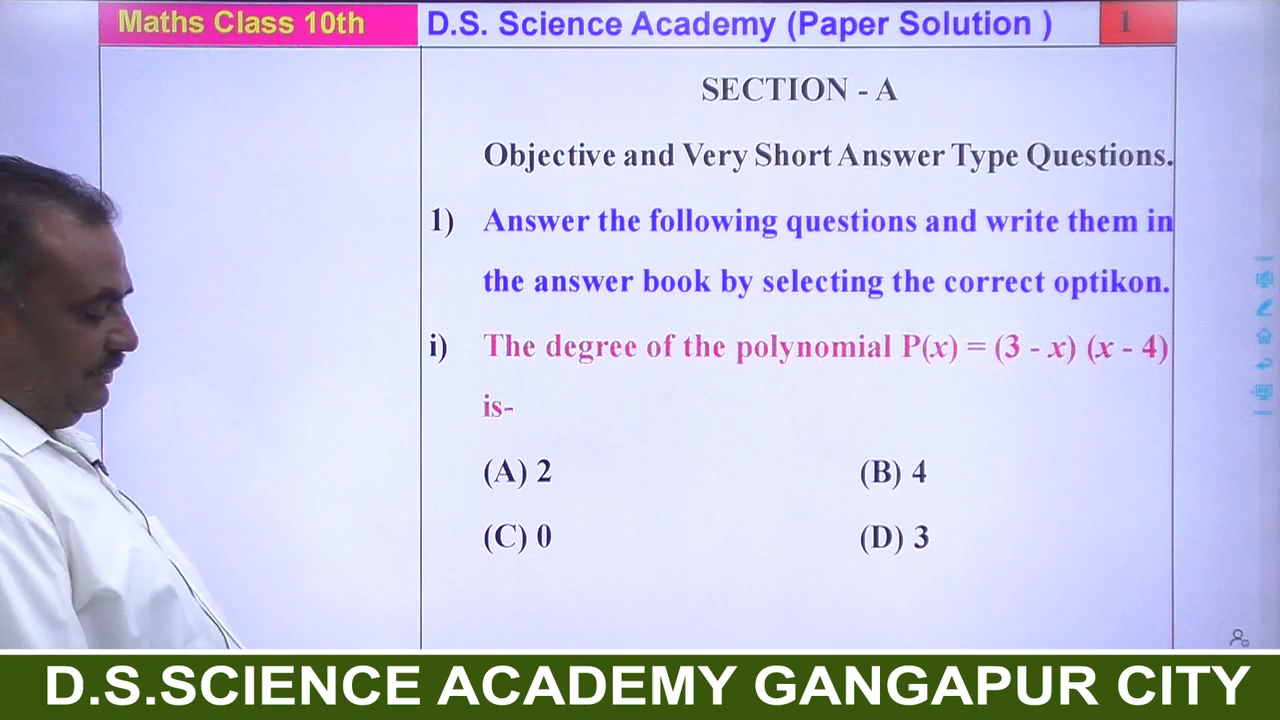 Maths Class 10th
D.S. Science Academy (Paper Solution )
1
SECTION - A
Objective and Very Short Answer Type Questions.
1) Answer the following questions and write them in
the answer book by selecting the correct optikon.
i) The degree of the polynomial P(x) = (3 - x) (x - 4)
is-
(A) 2 (B) 4
(C) 0 (D) 3
D.S.SCIENCE ACADEMY GANGAPUR CITY